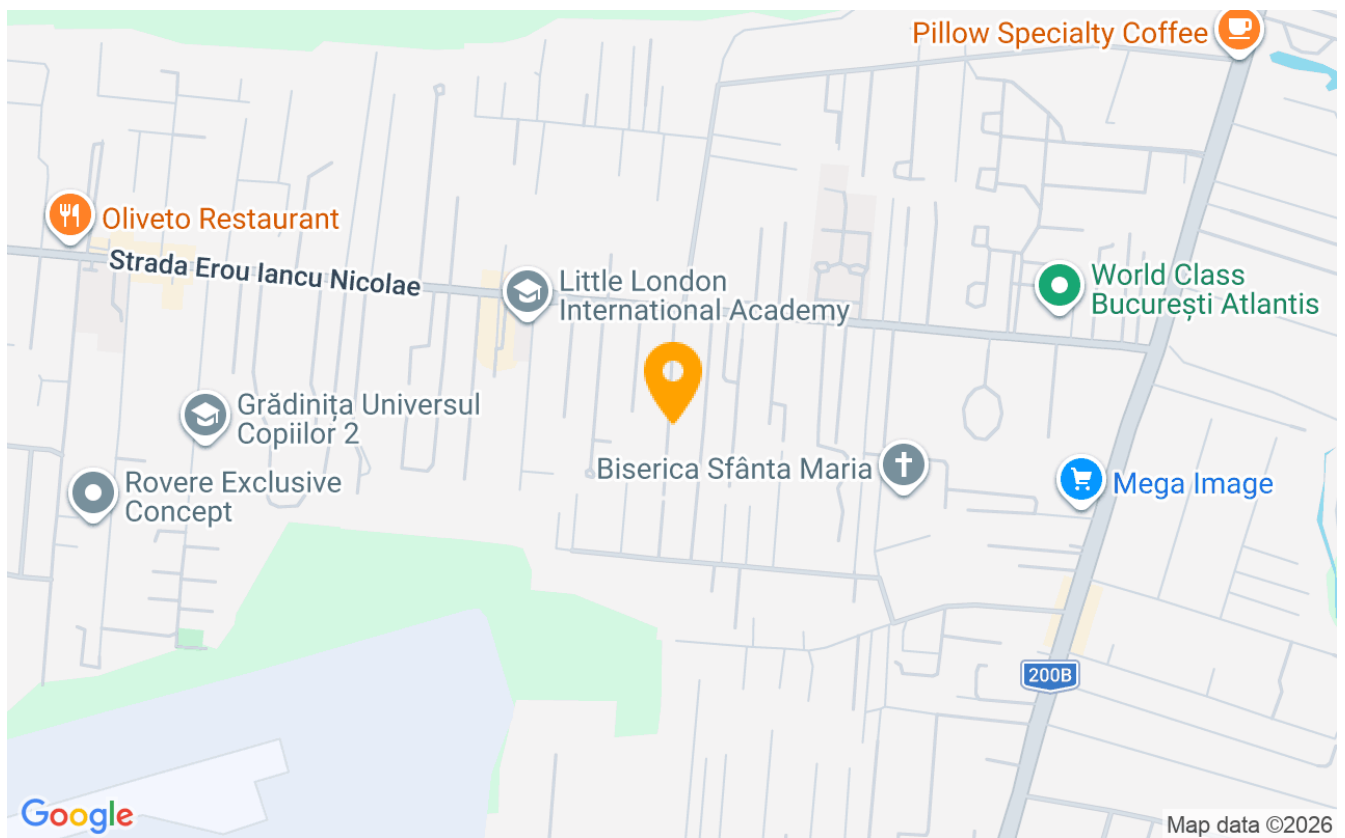 Pillow Specialty Coffee
Oliveto Restaurant
Strada Erou Iancu Nicolae
Little London
International Academy
World Class
București Atlantis
Grădinița Universul
Copiilor 2
Biserica Sfânta Maria
Rovere Exclusive
Concept
Mega Image
200B
Google
Map data ©2026